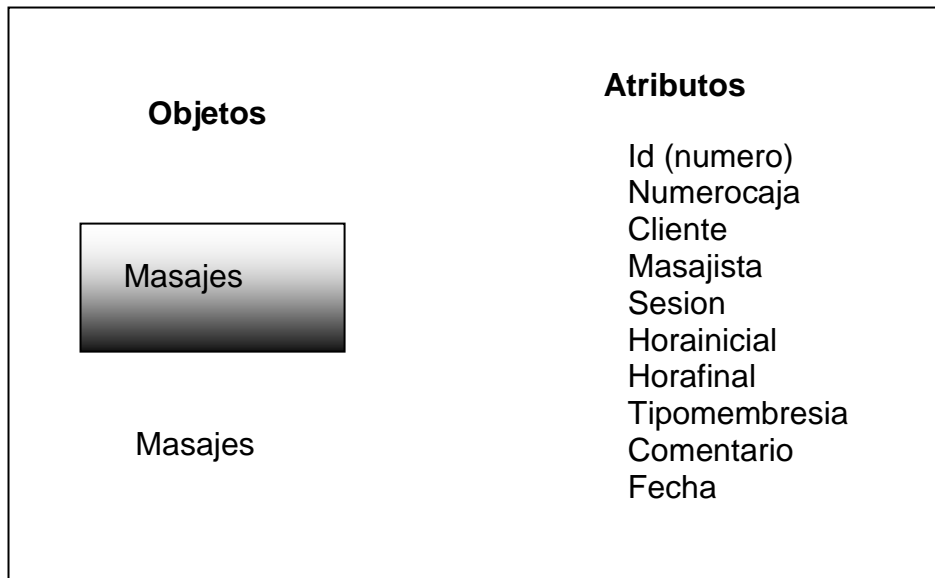 Objetos
Masajes
Masajes
Atributos
Id (numero)
Numerocaja
Cliente
Masajista
Sesion
Horainicial
Horafinal
Tipomembresia
Comentario
Fecha